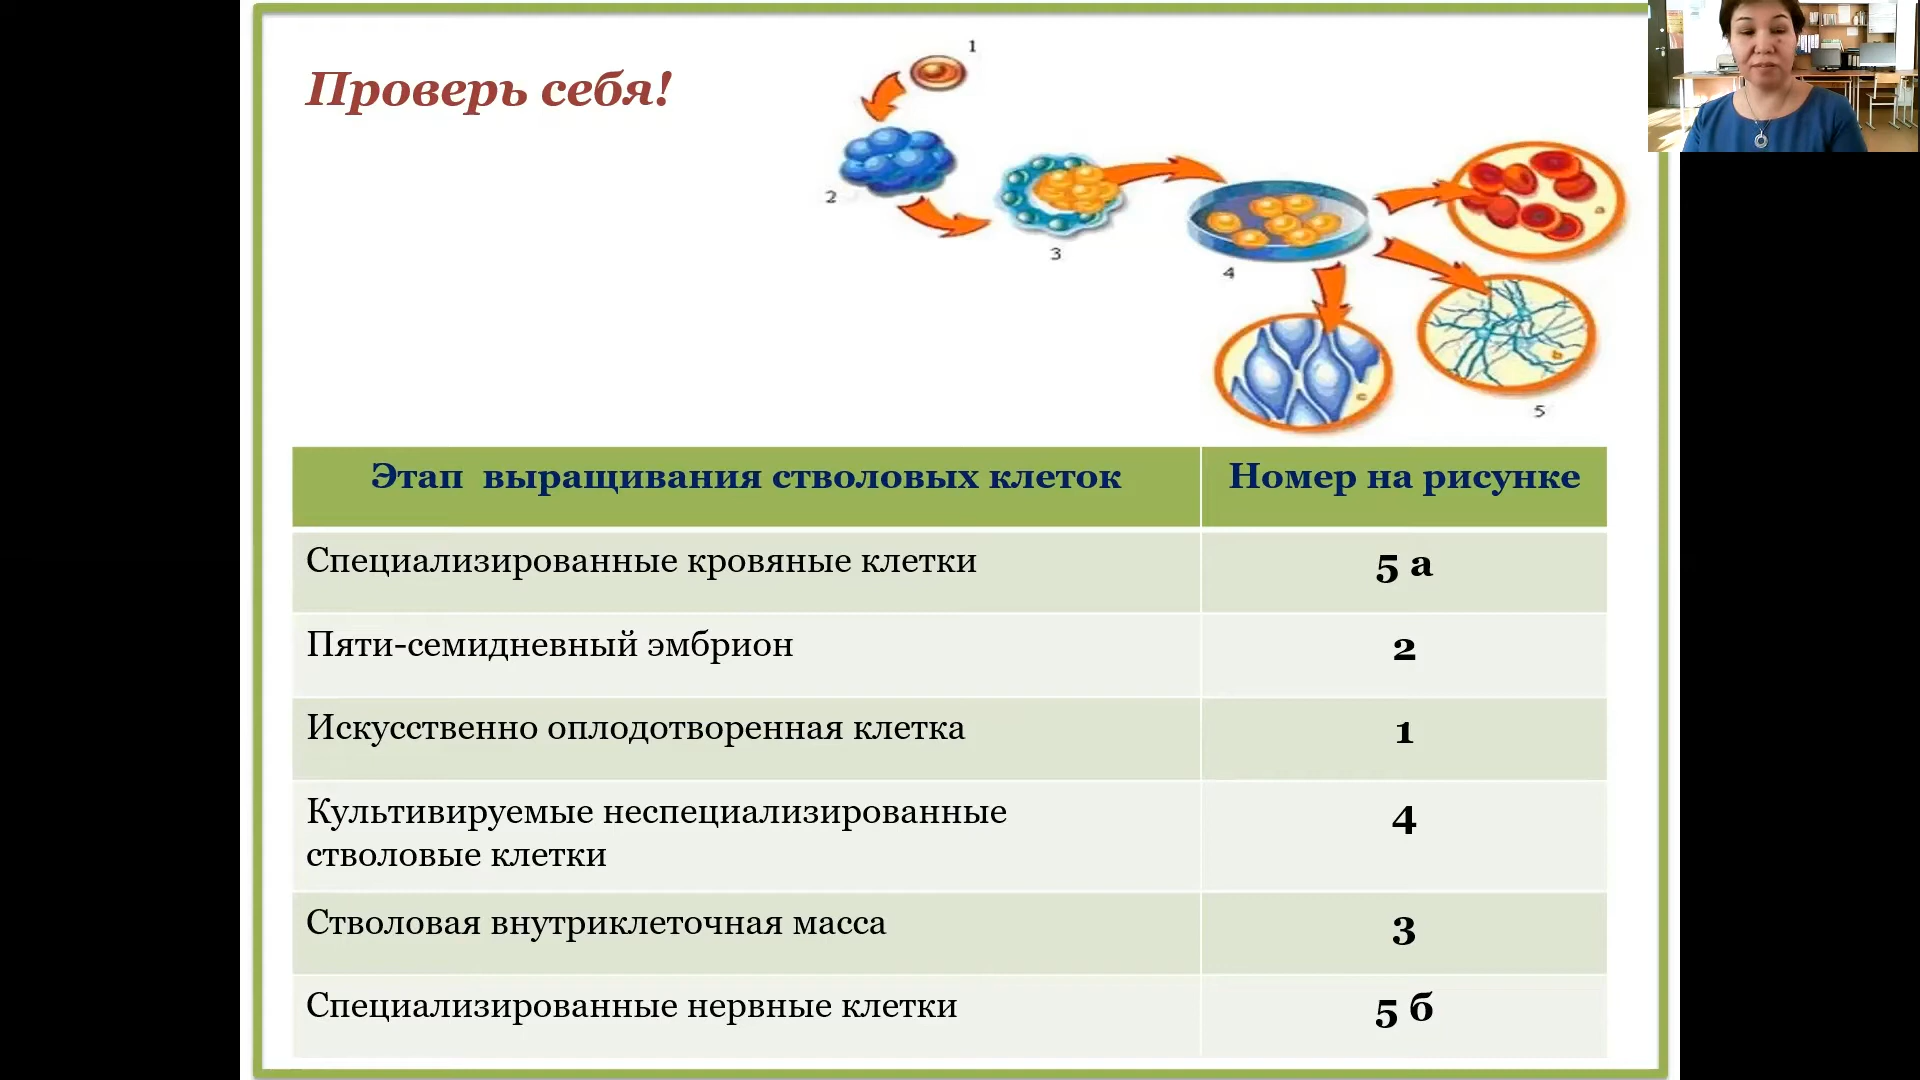 Проверь себя!
1
2
3
4
a
b
c
5
Этап выращивания стволовых клеток
Номер на рисунке
Специализированные кровяные клетки
5 а
Пяти-семидневный эмбрион
2
Искусственно оплодотворенная клетка
1
Культивируемые неспециализированные
стволовые клетки
4
Стволовая внутриклеточная масса
3
Специализированные нервные клетки
5 б